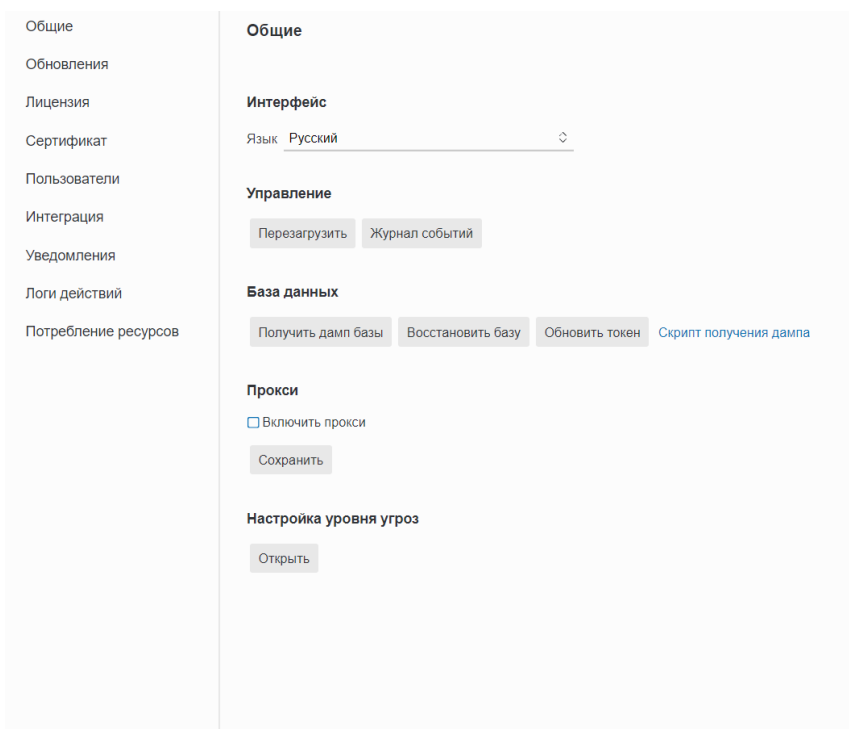 Общие
Обновления
Лицензия
Сертификат
Пользователи
Интеграция
Уведомления
Логи действий
Потребление ресурсов
Общие
Интерфейс
Язык Русский
Управление
Перезагрузить Журнал событий
База данных
Получить дамп базы Восстановить базу Обновить токен Скрипт получения дампа
Прокси
Включить прокси
Сохранить
Настройка уровня угроз
Открыть